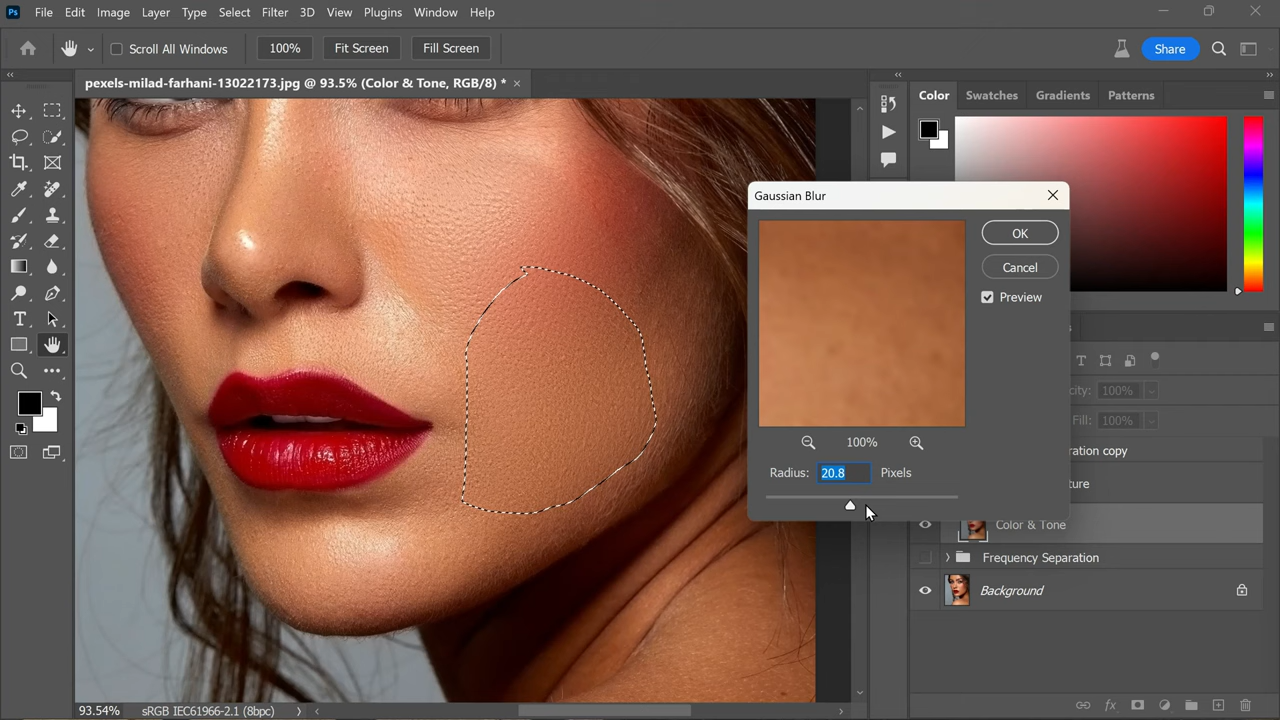 Ps File Edit Image Layer Type Select Filter 3D View Plugins Window Help
Scroll All Windows 100% Fit Screen Fill Screen Share
pexels-milad-farhani-13022173.jpg @ 93.5% (Color & Tone, RGB/8) * ×
Color Swatches Gradients Patterns
Gaussian Blur
OK
Cancel
Preview
100%
Radius: 20.8 Pixels
100%
Fill: 100%
ration copy
ture
Color & Tone
Frequency Separation
Background
fx
93.54% sRGB IEC61966-2.1 (8bpc)